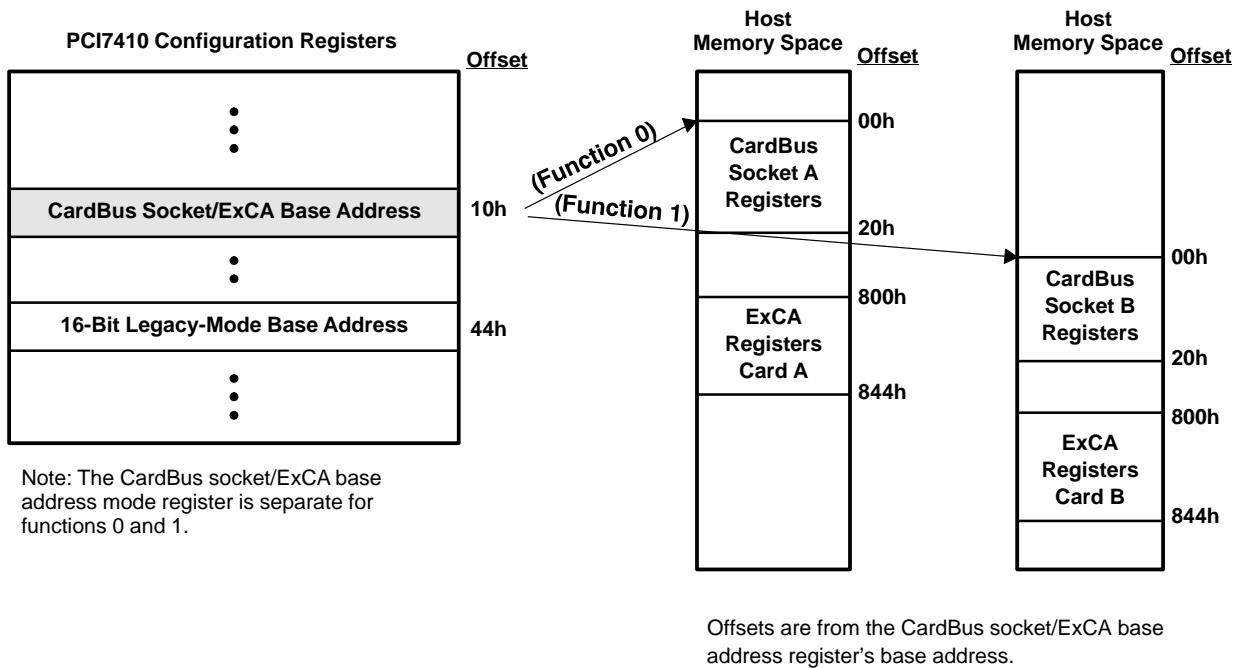 PCI7410 Configuration Registers
Offset
CardBus Socket/ExCA Base Address
10h
16-Bit Legacy-Mode Base Address
44h
Note: The CardBus socket/ExCA base
address mode register is separate for
functions 0 and 1.
(Function 0)
(Function 1)
Host
Memory Space
Offset
00h
CardBus
Socket A
Registers
20h
800h
ExCA
Registers
Card A
844h
Host
Memory Space
Offset
00h
CardBus
Socket B
Registers
20h
800h
ExCA
Registers
Card B
844h
Offsets are from the CardBus socket/ExCA base
address register's base address.